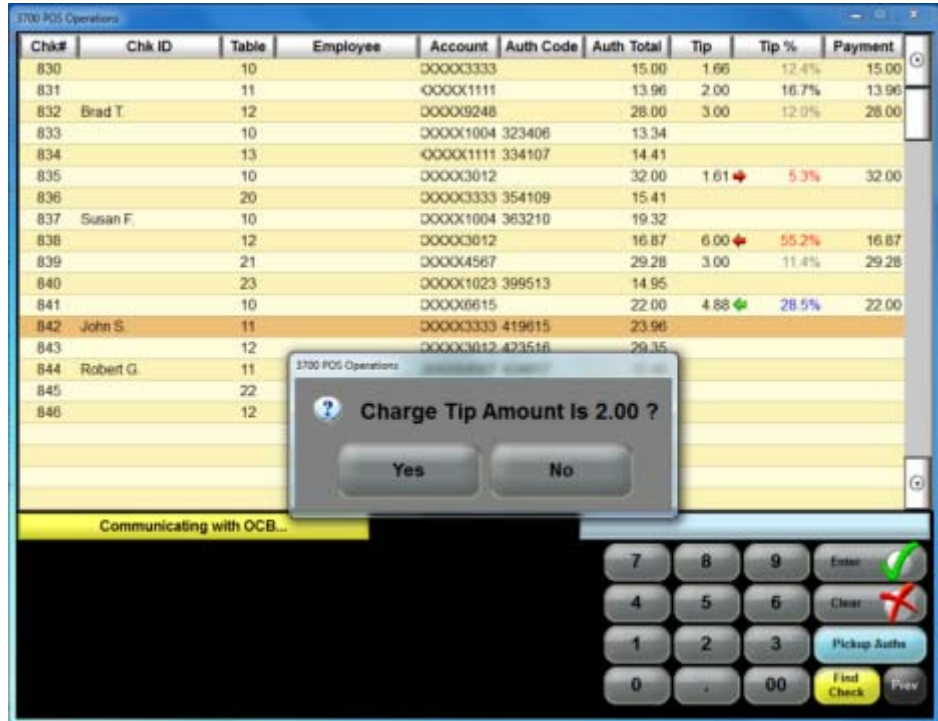 3700 POS Operations
Chk# Chk ID Table Employee Account Auth Code Auth Total Tip Tip % Payment
830 10 XXXXX3333 15.00 1.66 12.4% 15.00
831 11 XXXXX1111 13.96 2.00 16.7% 13.96
832 Brad T. 12 XXXXX9248 28.00 3.00 12.0% 28.00
833 10 XXXXX1004 323406 13.34
834 13 XXXXX1111 334107 14.41
835 10 XXXXX3012 32.00 1.61 5.3% 32.00
836 20 XXXXX3333 354109 15.41
837 Susan F. 10 XXXXX1004 363210 19.32
838 12 XXXXX3012 16.87 6.00 55.2% 16.87
839 21 XXXXX4567 29.28 3.00 11.4% 29.28
840 23 XXXXX1023 399513 14.95
841 10 XXXXX6615 22.00 4.88 28.5% 22.00
842 John S. 11 XXXXX3333 419615 23.96
843 12 XXXXX3012 423516 29.35
844 Robert G. 11
845 22
846 12
3700 POS Operations
Charge Tip Amount Is 2.00 ?
Yes No
Communicating with OCB...
7 8 9 Enter
4 5 6 Clear
1 2 3 Pickup Auths
0 . 00 Find Check Prev